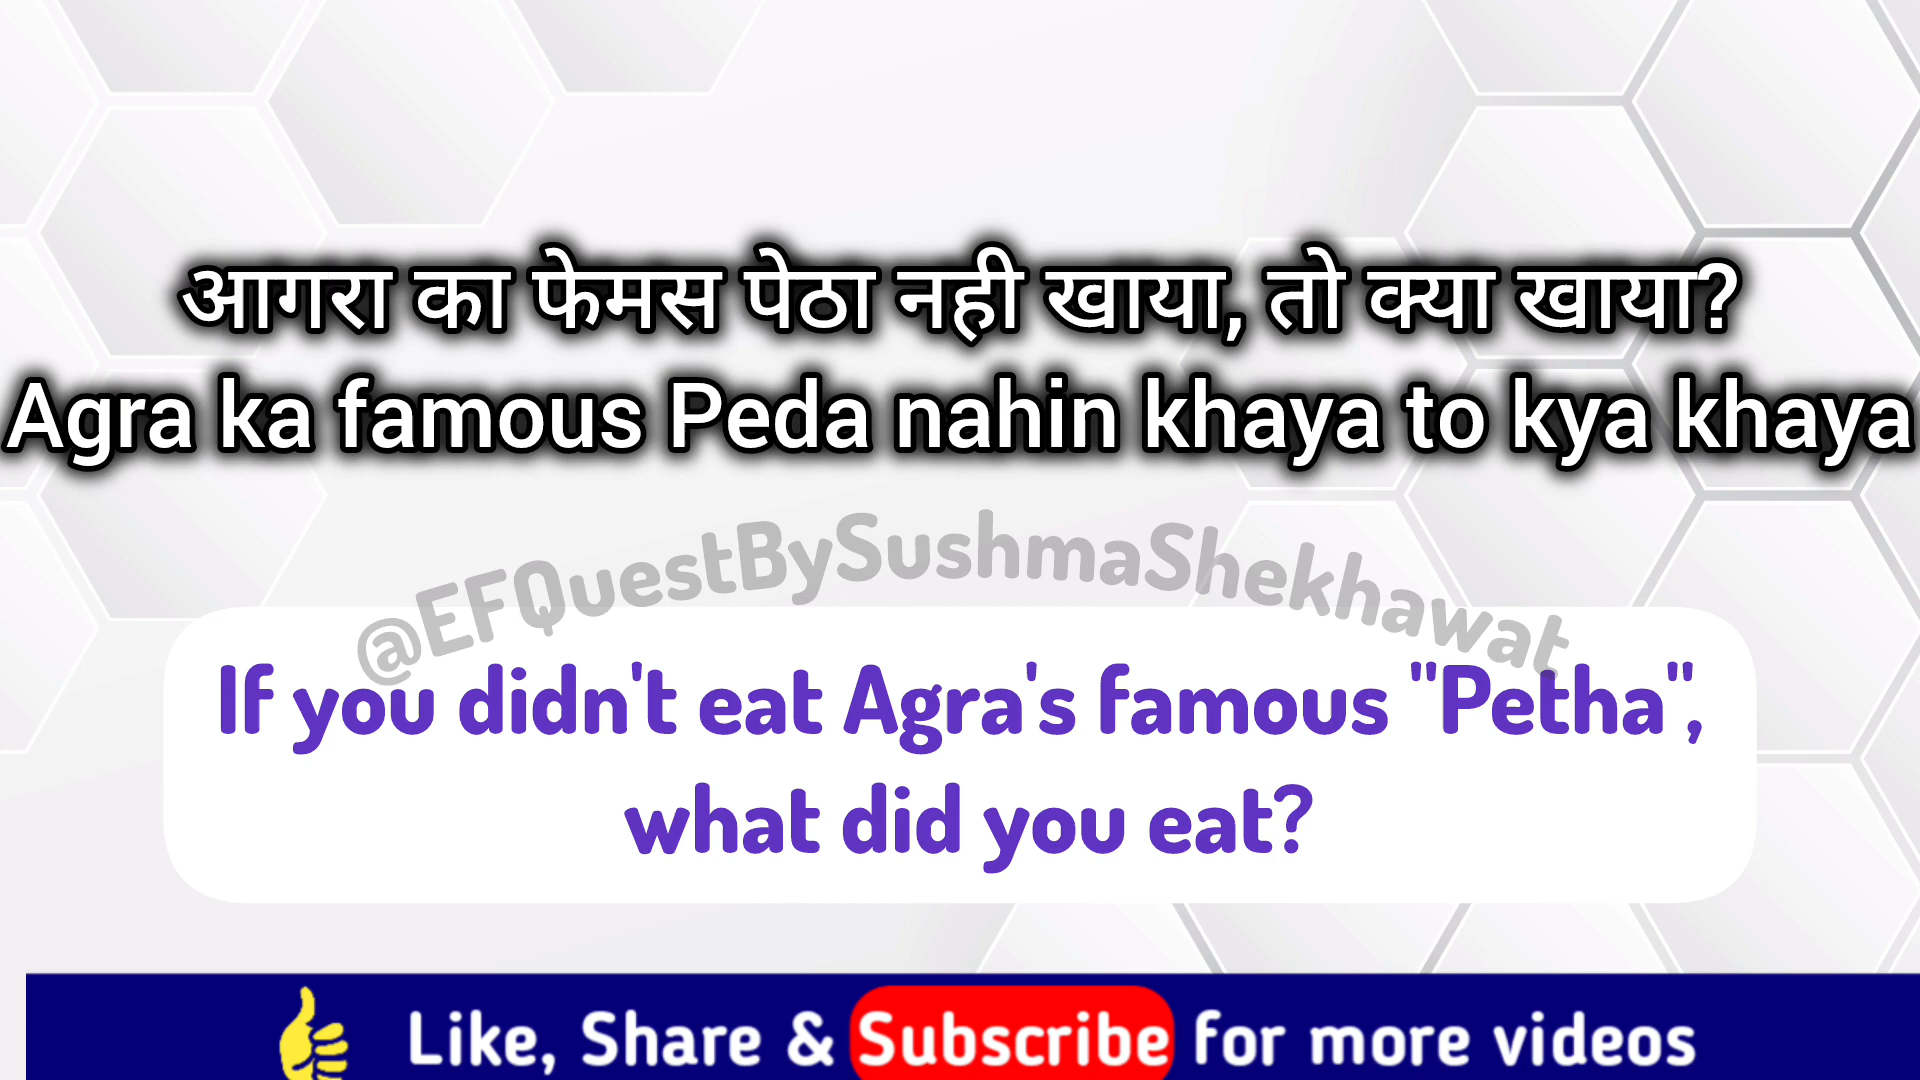 आगरा का फेमस पेठा नही खाया, तो क्या खाया?
Agra ka famous Peda nahin khaya to kya khaya
@EFQuestBySushmaShekhawat
If you didn't eat Agra's famous "Petha",
what did you eat?
Like, Share & Subscribe for more videos